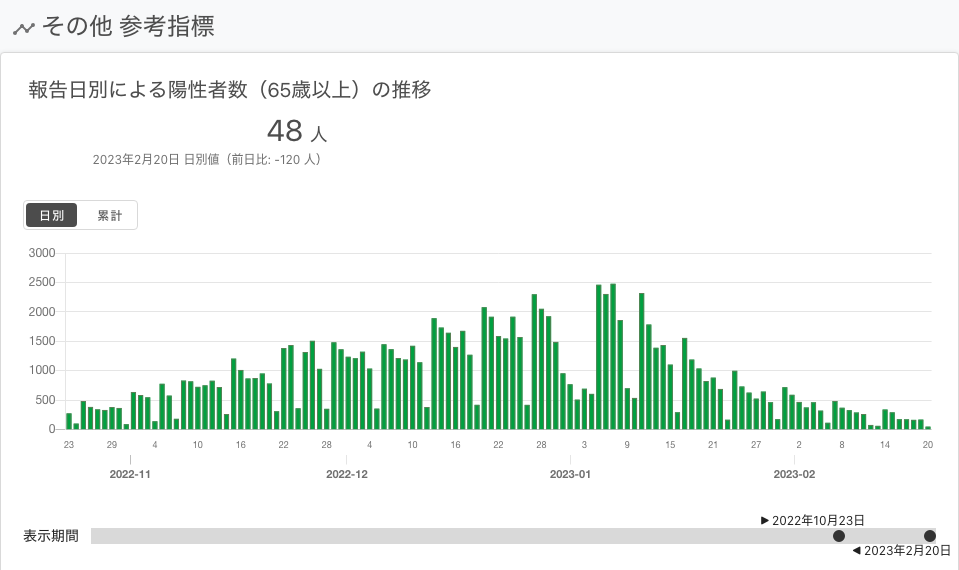 その他 参考指標
報告日別による陽性者数（65歳以上）の推移
48 人
2023年2月20日 日別値（前日比: -120 人）
日別 累計
3000
2500
2000
1500
1000
500
0
23 29 4 10 16 22 28 4 10 16 22 28 3 9 15 21 27 2 8 14 20
2022-11 2022-12 2023-01 2023-02
▶ 2022年10月23日
表示期間
◀ 2023年2月20日